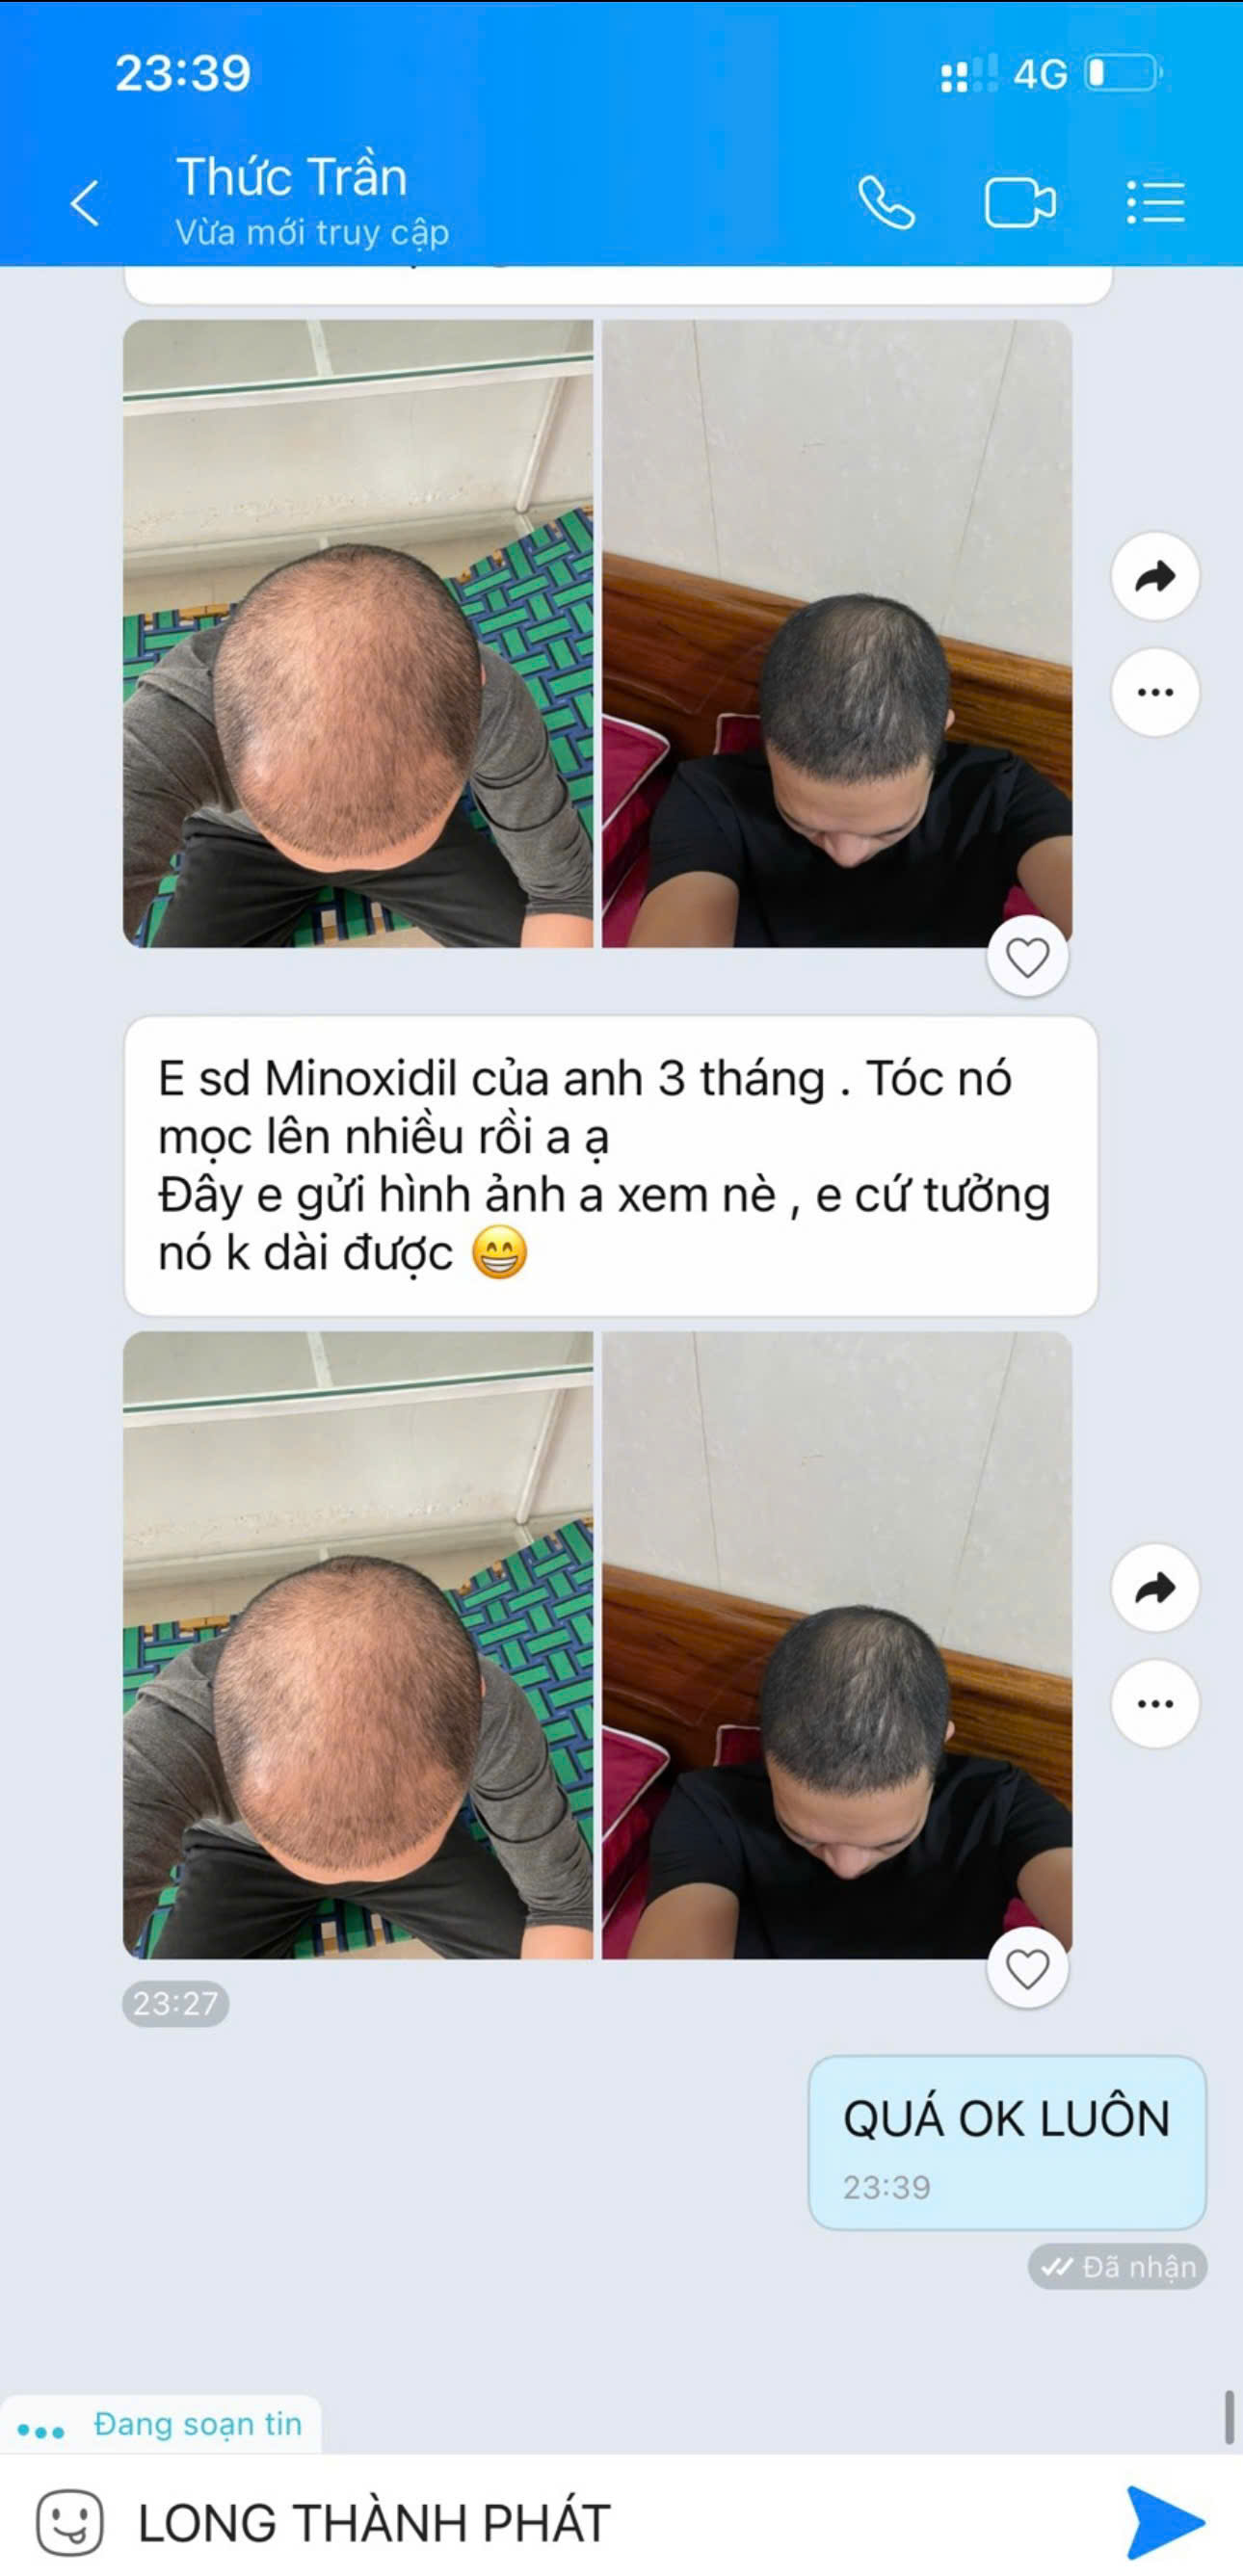 23:39
4G
Thức Trần
Vừa mới truy cập
E sd Minoxidil của anh 3 tháng . Tóc nó
mọc lên nhiều rồi a ạ
Đây e gửi hình ảnh a xem nè , e cứ tưởng
nó k dài được 😁
23:27
QUÁ OK LUÔN
23:39
Đã nhận
Đang soạn tin
LONG THÀNH PHÁT